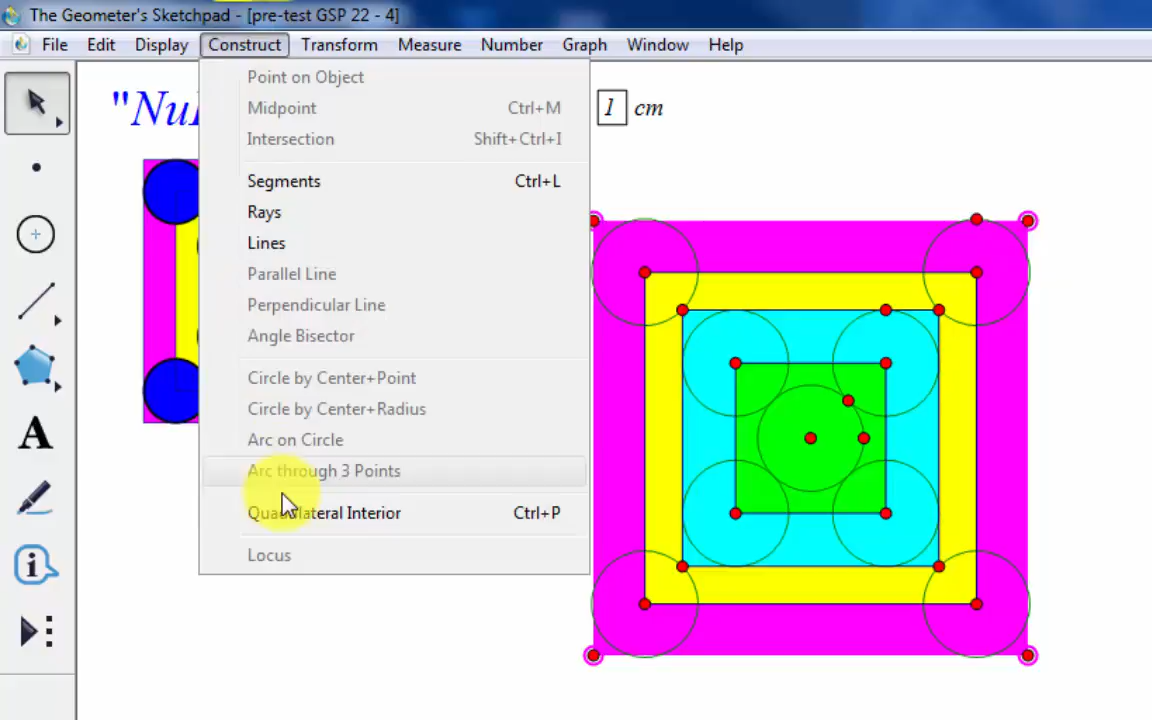 The Geometer's Sketchpad - [pre-test GSP 22 - 4]
File Edit Display Construct Transform Measure Number Graph Window Help
1 cm
Point on Object
Midpoint Ctrl+M
Intersection Shift+Ctrl+I
Segments Ctrl+L
Rays
Lines
Parallel Line
Perpendicular Line
Angle Bisector
Circle by Center+Point
Circle by Center+Radius
Arc on Circle
Arc through 3 Points
Quadrilateral Interior Ctrl+P
Locus
A